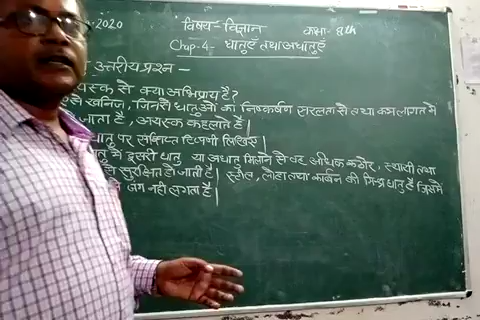 2020 विषय-विज्ञान कक्षा- 8th
Chap-4- धातुएँ तथा अधातुएँ
उत्तरीय प्रश्न -
यस्क से क्या अभिप्राय है?
खनिज, जिनसे धातुओं का निष्कर्षण सरलता से तथा कम लागत में
जाता है, अयस्क कहलाते हैं।
धातु पर संक्षिप्त टिप्पणी लिखिए।
धातु में दूसरी धातु या अधातु मिलाने से वह अधिक कठोर, स्थायी तथा
से सुरक्षित हो जाती है। स्टील, लोहा तथा कार्बन की मिश्र धातु है जिसमें
जंग नहीं लगता है।